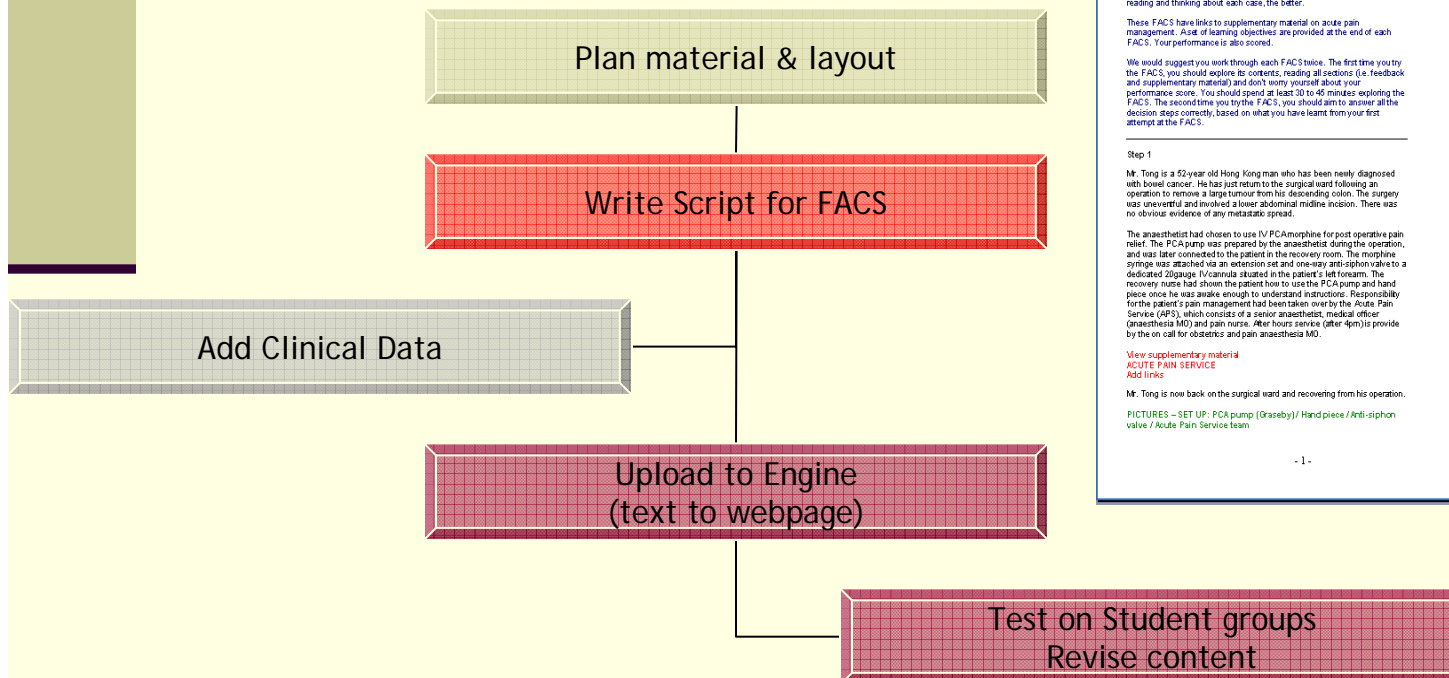 Plan material & layout
Write Script for FACS
Add Clinical Data
Upload to Engine
(text to webpage)
Test on Student groups
Revise content
reading and thinking about each case, the better.
These FACS have links to supplementary material on acute pain
management. A set of learning objectives are provided at the end of each
FACS. Your performance is also scored.
We would suggest you work through each FACS twice. The first time you try
the FACS, you should explore its contents, reading all sections (i.e. feedback
and supplementary material) and don't worry yourself about your
performance score. You should spend at least 30 to 45 minutes exploring the
FACS. The second time you try the FACS, you should aim to answer all the
decision steps correctly, based on what you have learnt from your first
attempt at the FACS.
Step 1
Mr. Tong is a 52-year old Hong Kong man who has been newly diagnosed
with bowel cancer. He has just return to the surgical ward following an
operation to remove a large tumour from his descending colon. The surgery
was uneventful and involved a lower abdominal midline incision. There was
no obvious evidence of any metastatic spread.
The anaesthetist had chosen to use IV PCA morphine for post operative pain
relief. The PCA pump was prepared by the anaesthetist during the operation,
and was later connected to the patient in the recovery room. The morphine
syringe was attached via an extension set and one-way anti-siphon valve to a
dedicated 20gauge IV cannula situated in the patient's left forearm. The
recovery nurse had shown the patient how to use the PCA pump and hand
piece once he was awake enough to understand instructions. Responsibility
for the patient's pain management had been taken over by the Acute Pain
Service (APS), which consists of a senior anaesthetist, medical officer
(anaesthesia MO) and pain nurse. After hours service (after 4pm) is provide
by the on call for obstetrics and pain anaesthesia MO.
View supplementary material
ACUTE PAIN SERVICE
Add links
Mr. Tong is now back on the surgical ward and recovering from his operation.
PICTURES – SET UP: PCA pump (Graseby) / Hand piece / Anti-siphon
valve / Acute Pain Service team
- 1 -